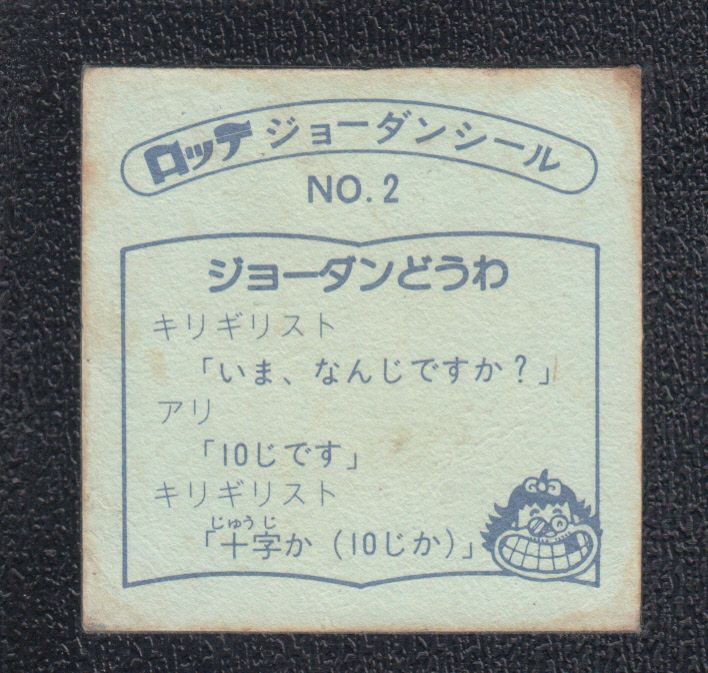 ロッテ ジョーダンシール
NO.2
ジョーダンどうわ
キリギリスト
「いま、なんじですか?」
アリ
「10じです」
キリギリスト
じゅうじ
「十字か(10じか)」